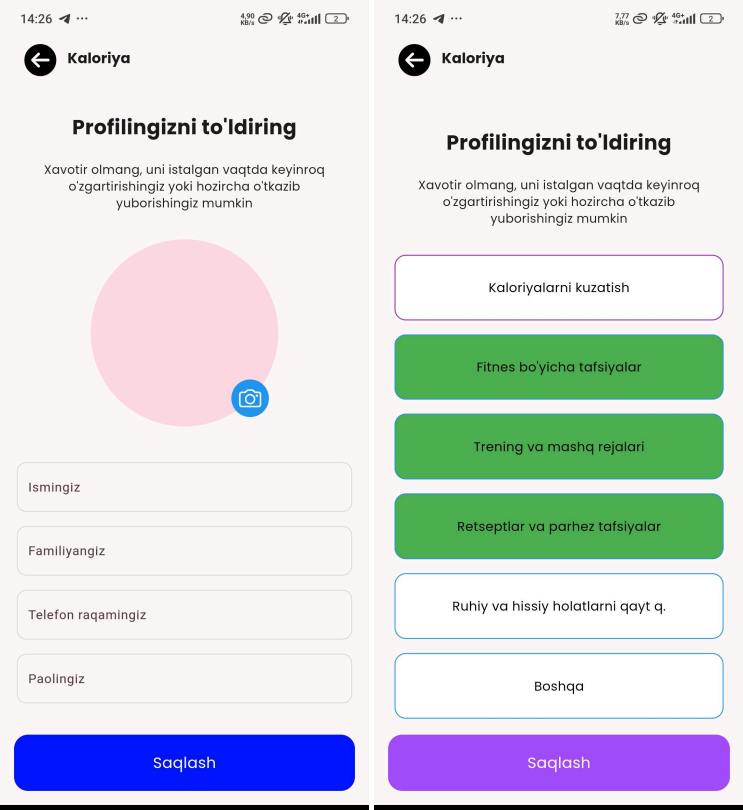 14:26
4,90
KB/s
4G+
2
Kaloriya
Profilingizni to'ldiring
Xavotir olmang, uni istalgan vaqtda keyinroq
o'zgartirishingiz yoki hozircha o'tkazib
yuborishingiz mumkin
Ismingiz
Familiyangiz
Telefon raqamingiz
Paolingiz
Saqlash
14:26
7,77
KB/s
4G+
2
Kaloriya
Profilingizni to'ldiring
Xavotir olmang, uni istalgan vaqtda keyinroq
o'zgartirishingiz yoki hozircha o'tkazib
yuborishingiz mumkin
Kaloriyalarni kuzatish
Fitnes bo'yicha tafsiyalar
Trening va mashq rejalari
Retseptlar va parhez tafsiyalar
Ruhiy va hissiy holatlarni qayt q.
Boshqa
Saqlash